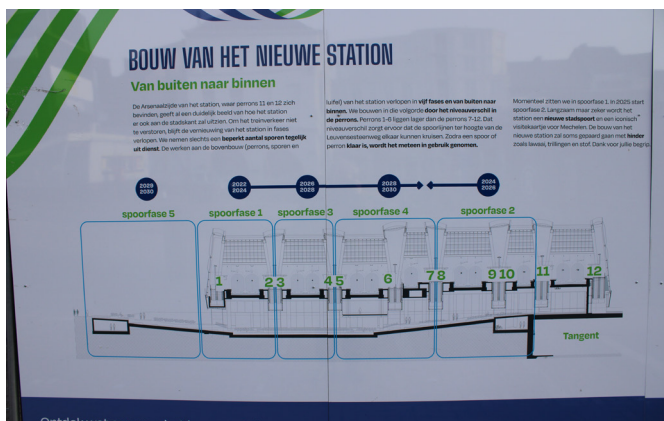 BOUW VAN HET NIEUWE STATION
Van buiten naar binnen
De Arsenaalzijde van het station, waar perrons 11 en 12 zich
bevinden, geeft al een duidelijk beeld van hoe het station
er ook aan de stadskant zal uitzien. Om het treinverkeer niet
te verstoren, blijft de vernieuwing van het station in fases
verlopen. We nemen slechts een beperkt aantal sporen tegelijk
uit dienst. De werken aan de bovenbouw (perrons, sporen en
luifel) van het station verlopen in vijf fases en van buiten naar
binnen. We bouwen in die volgorde door het niveauverschil in
de perrons. Perrons 1-6 liggen lager dan de perrons 7-12. Dat
niveauverschil zorgt ervoor dat de spoorlijnen ter hoogte van de
Leuvensesteenweg elkaar kunnen kruisen. Zodra een spoor of
perron klaar is, wordt het meteen in gebruik genomen.
Momenteel zitten we in spoorfase 1. In 2025 start
spoorfase 2. Langzaam maar zeker wordt het
station een nieuwe stadspoort en een iconisch
visitekaartje voor Mechelen. De bouw van het
nieuwe station zal soms gepaard gaan met hinder
zoals lawaai, trillingen en stof. Dank voor jullie begrip.
2029
2030
2022
2024
2026
2028
2028
2030
2024
2026
spoorfase 5
spoorfase 1
spoorfase 3
spoorfase 4
spoorfase 2
1
2
3
4
5
6
7
8
9
10
11
12
Tangent